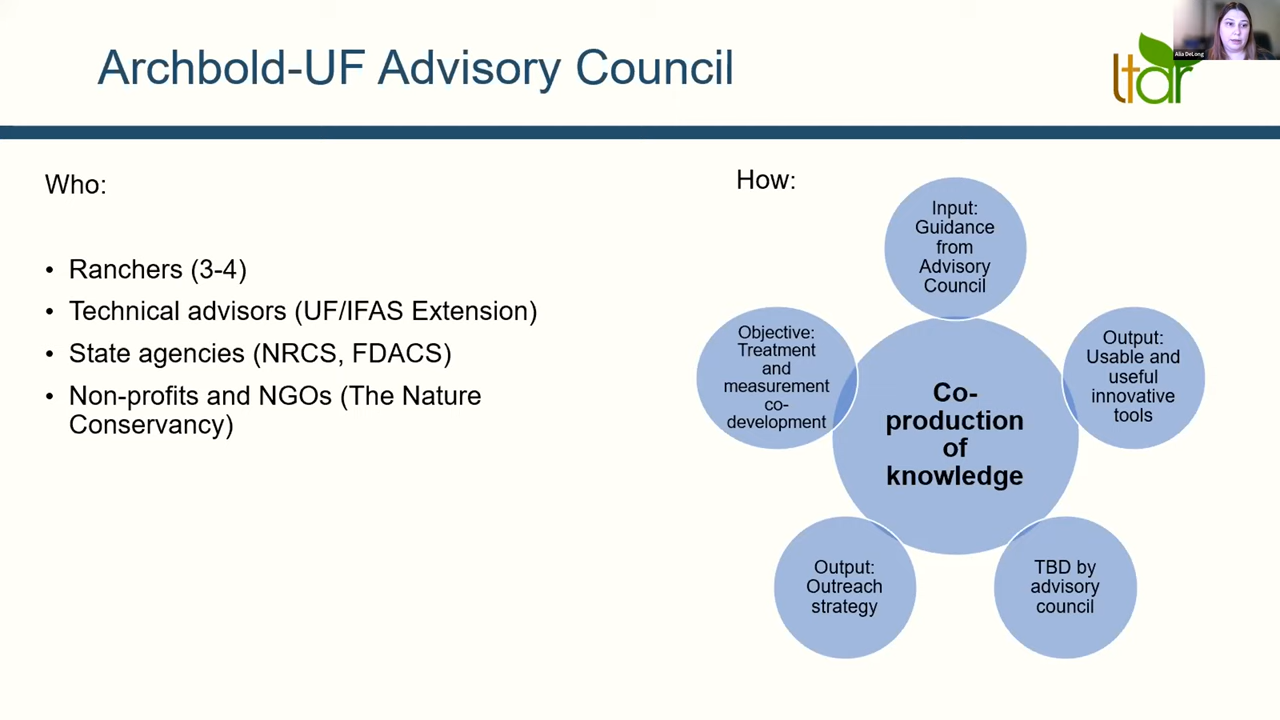 Archbold-UF Advisory Council
ltar
Alia DeLong
Who:
• Ranchers (3-4)
• Technical advisors (UF/IFAS Extension)
• State agencies (NRCS, FDACS)
• Non-profits and NGOs (The Nature
Conservancy)
How:
Input:
Guidance
from
Advisory
Council
Objective:
Treatment
and
measurement
co-
development
Output:
Usable and
useful
innovative
tools
Co-
production
of
knowledge
Output:
Outreach
strategy
TBD by
advisory
council